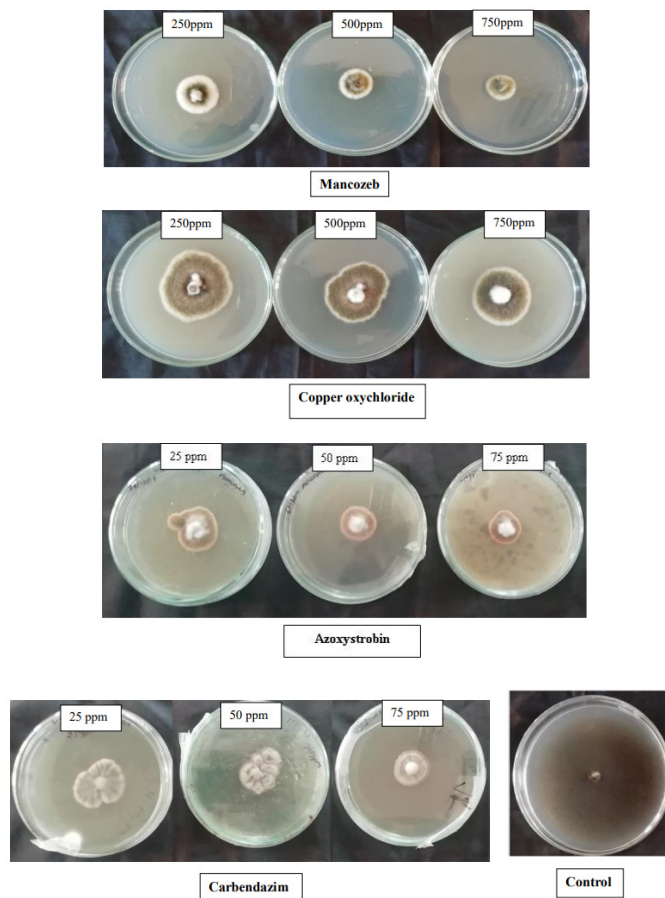 250ppm
500ppm
750ppm
Mancozeb
250ppm
500ppm
750ppm
Copper oxychloride
25 ppm
50 ppm
75 ppm
Azoxystrobin
25 ppm
50 ppm
75 ppm
Carbendazim
Control